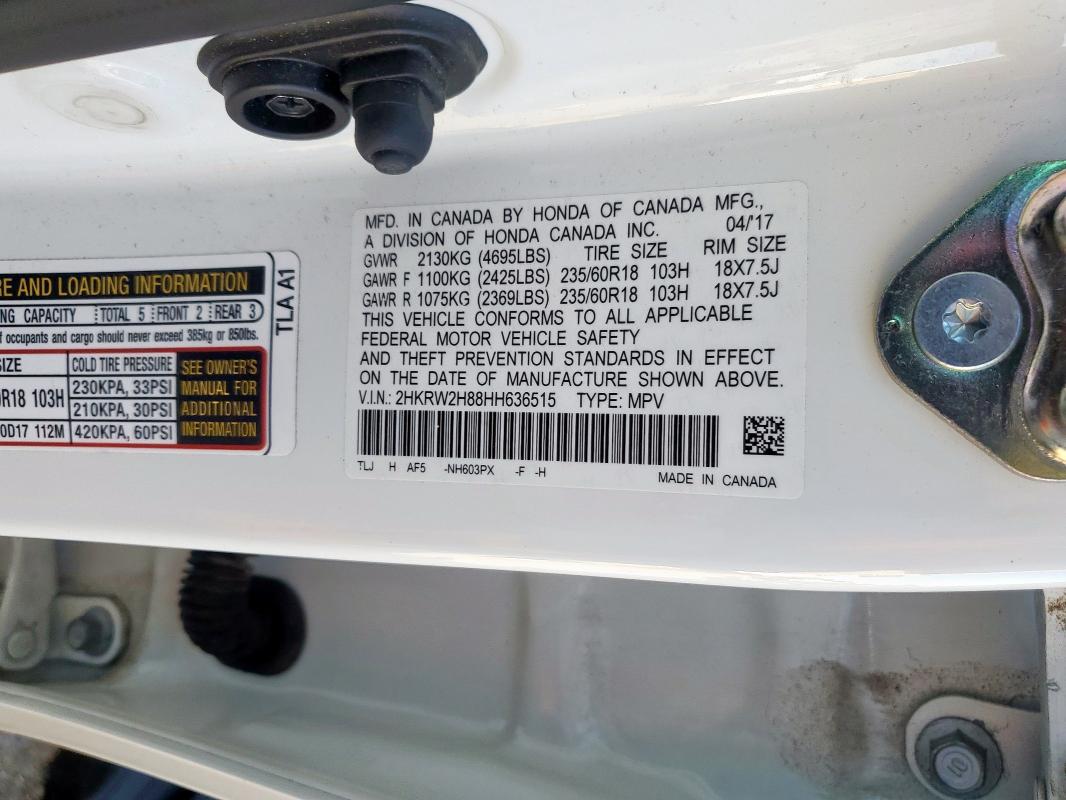 RE AND LOADING INFORMATION
NG CAPACITY TOTAL 5 FRONT 2 REAR 3
f occupants and cargo should never exceed 385kg or 850lbs.
SIZE COLD TIRE PRESSURE SEE OWNER'S
R18 103H 230KPA, 33PSI MANUAL FOR
210KPA, 30PSI ADDITIONAL
0D17 112M 420KPA, 60PSI INFORMATION
TLA A1
MFD. IN CANADA BY HONDA OF CANADA MFG.,
A DIVISION OF HONDA CANADA INC. 04/'17
GVWR 2130KG (4695LBS) TIRE SIZE RIM SIZE
GAWR F 1100KG (2425LBS) 235/60R18 103H 18X7.5J
GAWR R 1075KG (2369LBS) 235/60R18 103H 18X7.5J
THIS VEHICLE CONFORMS TO ALL APPLICABLE
FEDERAL MOTOR VEHICLE SAFETY
AND THEFT PREVENTION STANDARDS IN EFFECT
ON THE DATE OF MANUFACTURE SHOWN ABOVE.
V.I.N.: 2HKRW2H88HH636515 TYPE: MPV
TLJ H AF5 -NH603PX -F -H
MADE IN CANADA
10